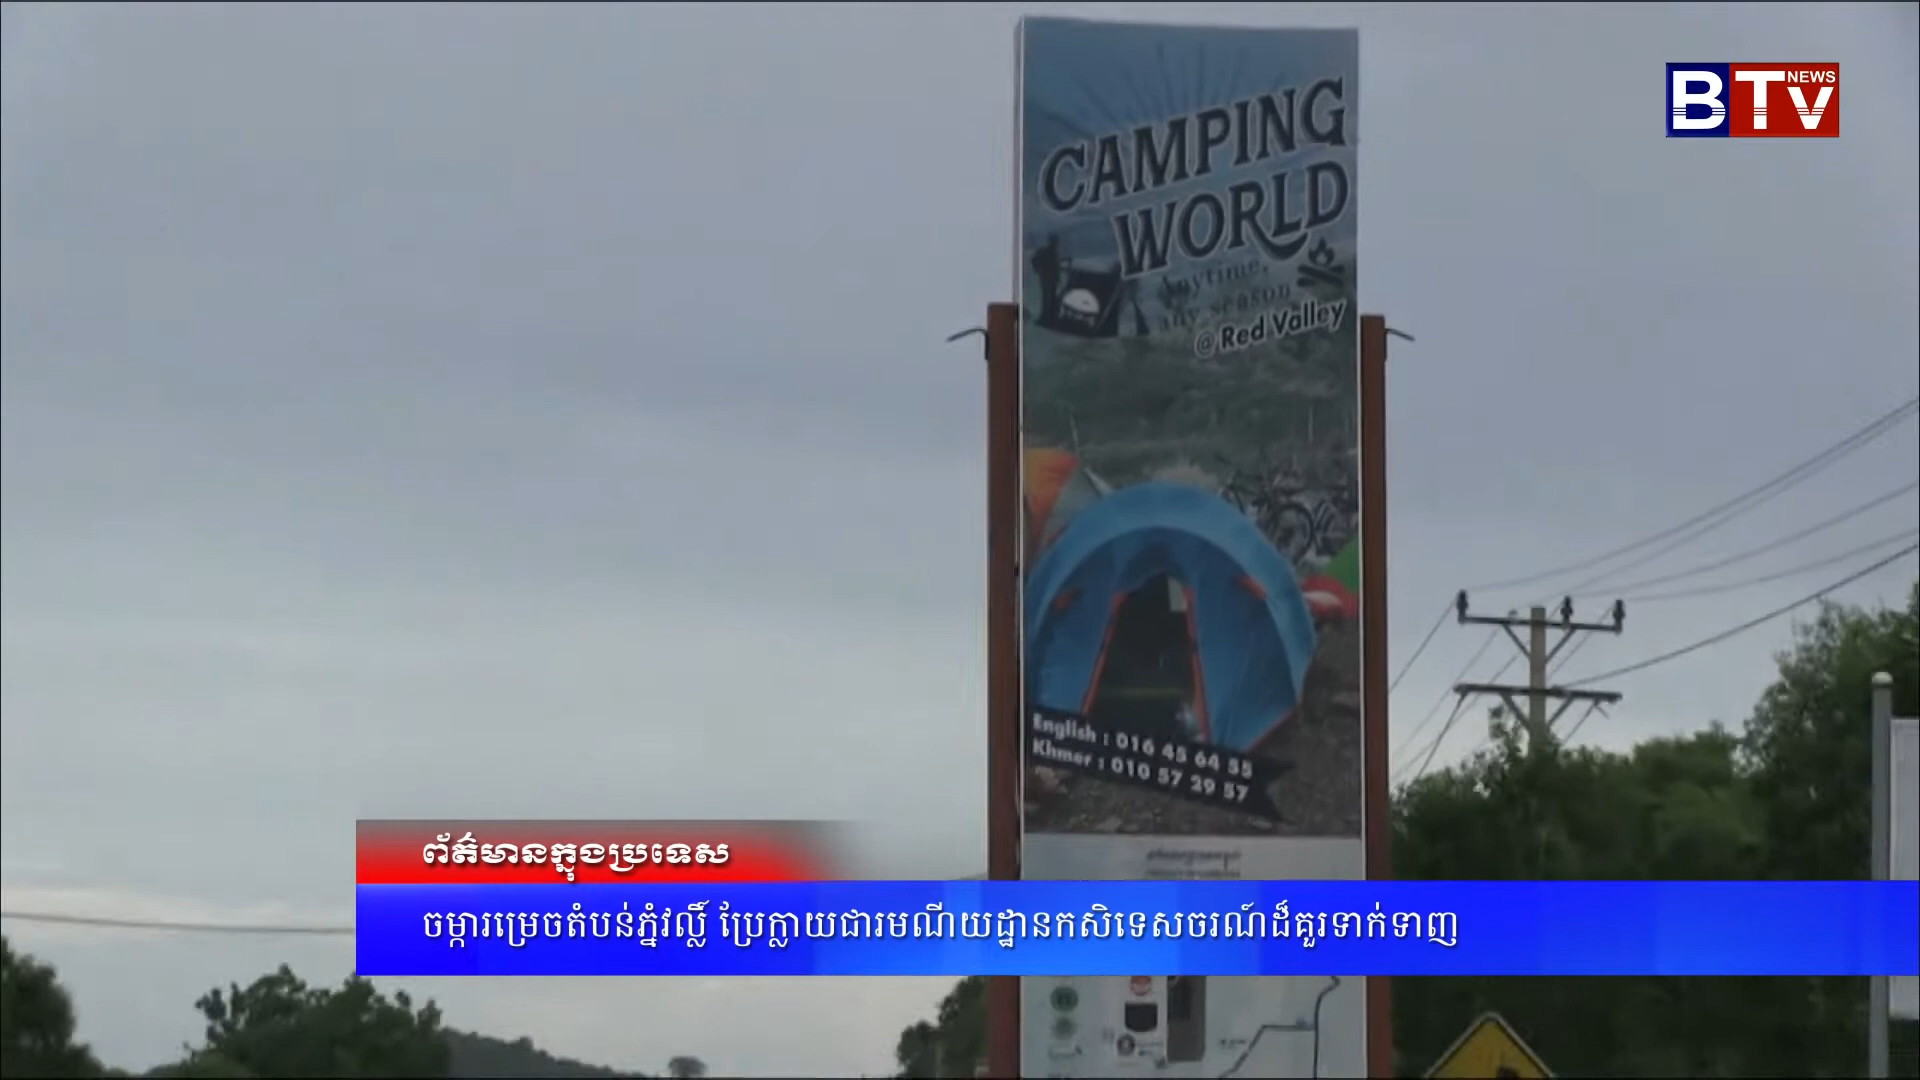 BTV NEWS
CAMPING
WORLD
Anytime,
any season
@ Red Valley
English : 016 45 64 55
Khmer : 010 57 29 57
ព័ត៌មានក្នុងប្រទេស
ចម្ការម្រេចតំបន់ភ្នំវល្លិ៍ ប្រែក្លាយជារមណីយដ្ឋានកសិទេសចរណ៍ដ៏គួរទាក់ទាញ